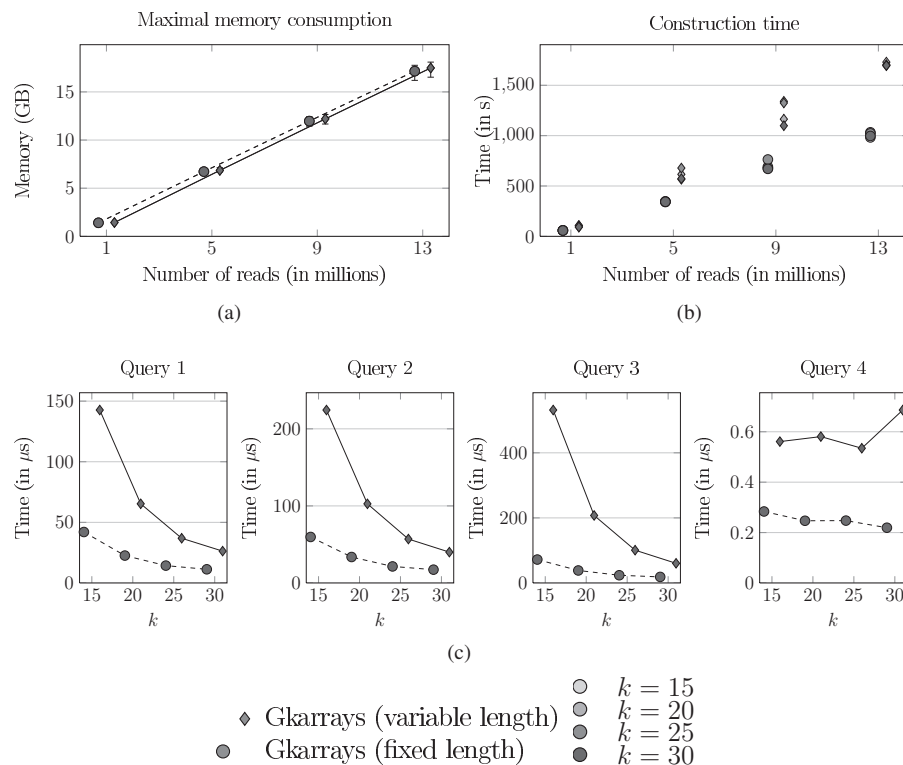 Maximal memory consumption
Memory (GB)
15
10
5
0
1 5 9 13
Number of reads (in millions)
(a)
Construction time
Time (in s)
1,500
1,000
500
0
1 5 9 13
Number of reads (in millions)
(b)
Query 1
Time (in µs)
150
100
50
0
15 20 25 30
k
Query 2
Time (in µs)
200
100
0
15 20 25 30
k
Query 3
Time (in µs)
400
200
0
15 20 25 30
k
Query 4
Time (in µs)
0.6
0.4
0.2
0
15 20 25 30
k
(c)
Gkarrays (variable length)
Gkarrays (fixed length)
k = 15
k = 20
k = 25
k = 30